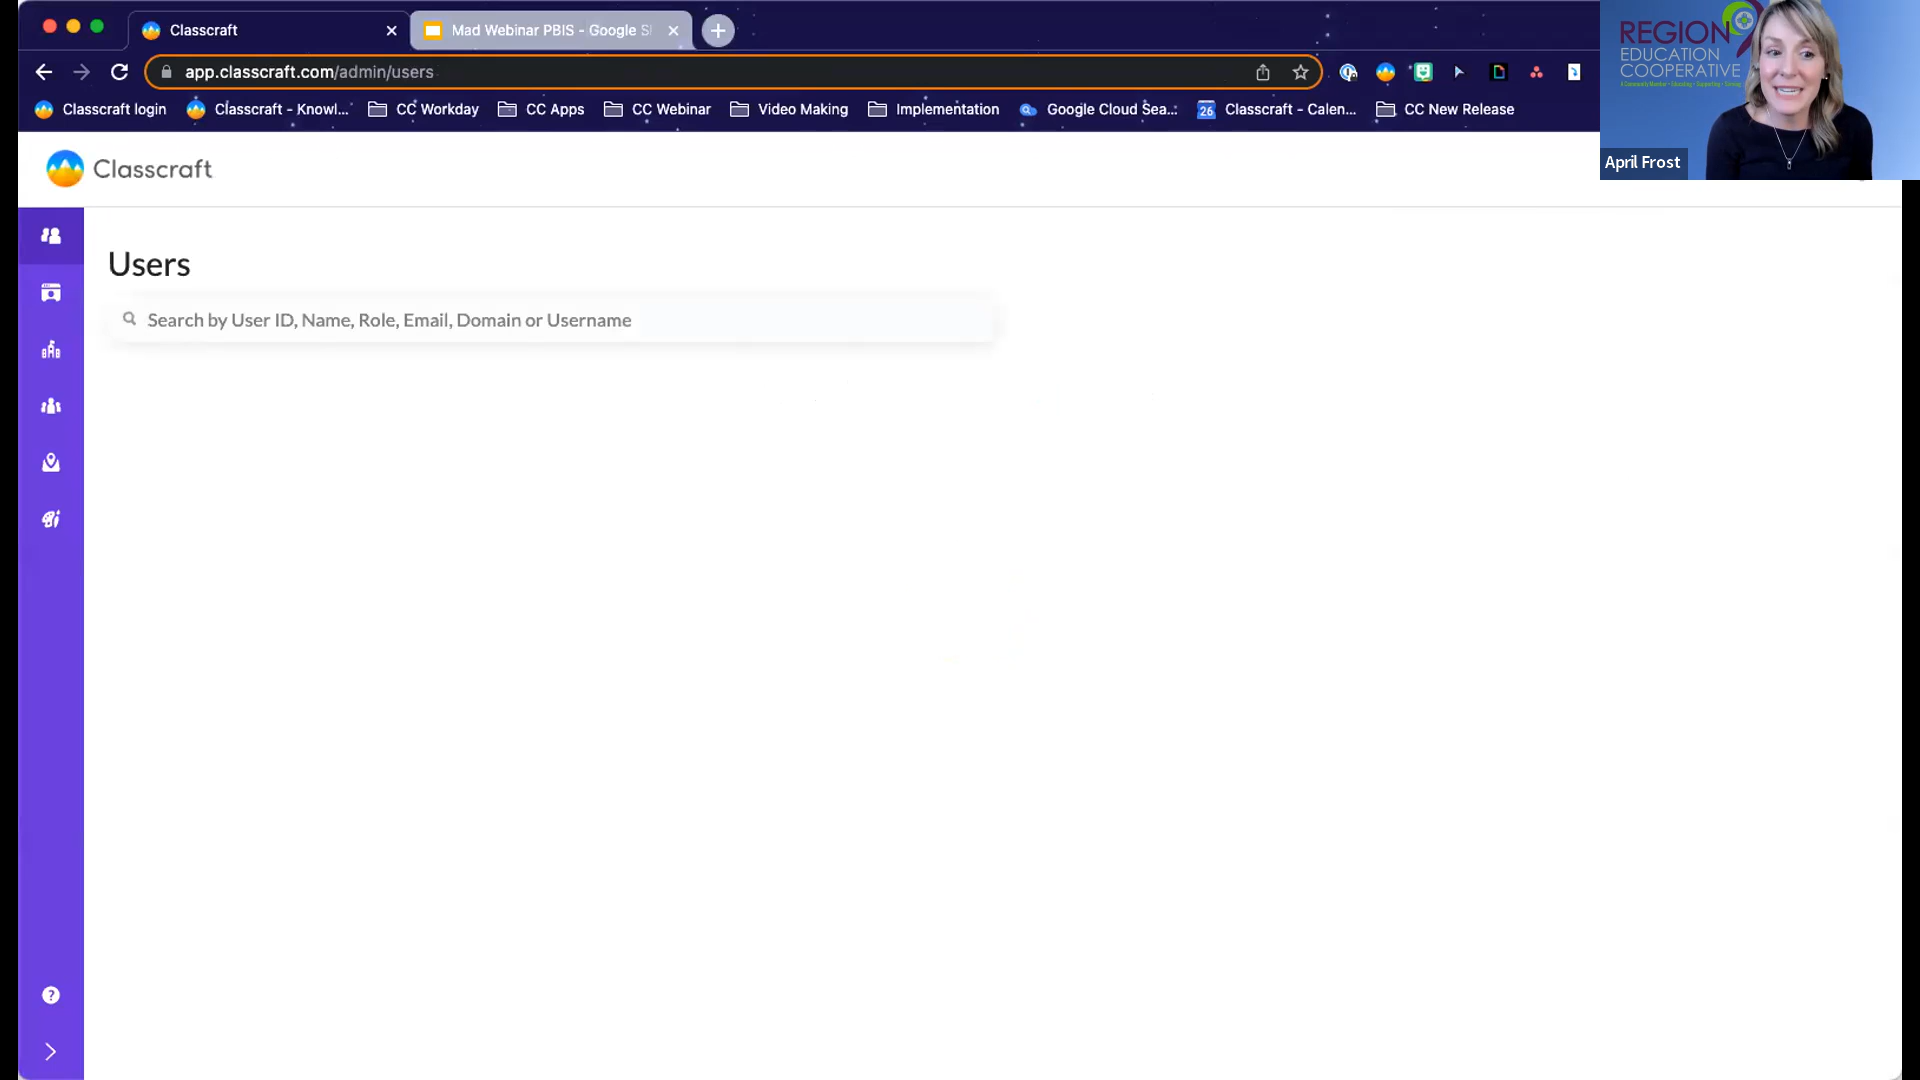 Classcraft
Mad Webinar PBIS - Google Sl
app.classcraft.com/admin/users
Classcraft login
Classcraft - Knowl...
CC Workday
CC Apps
CC Webinar
Video Making
Implementation
Google Cloud Sea...
26
Classcraft - Calen...
CC New Release
REGION 9
EDUCATION
COOPERATIVE
April Frost
Classcraft
Users
Search by User ID, Name, Role, Email, Domain or Username